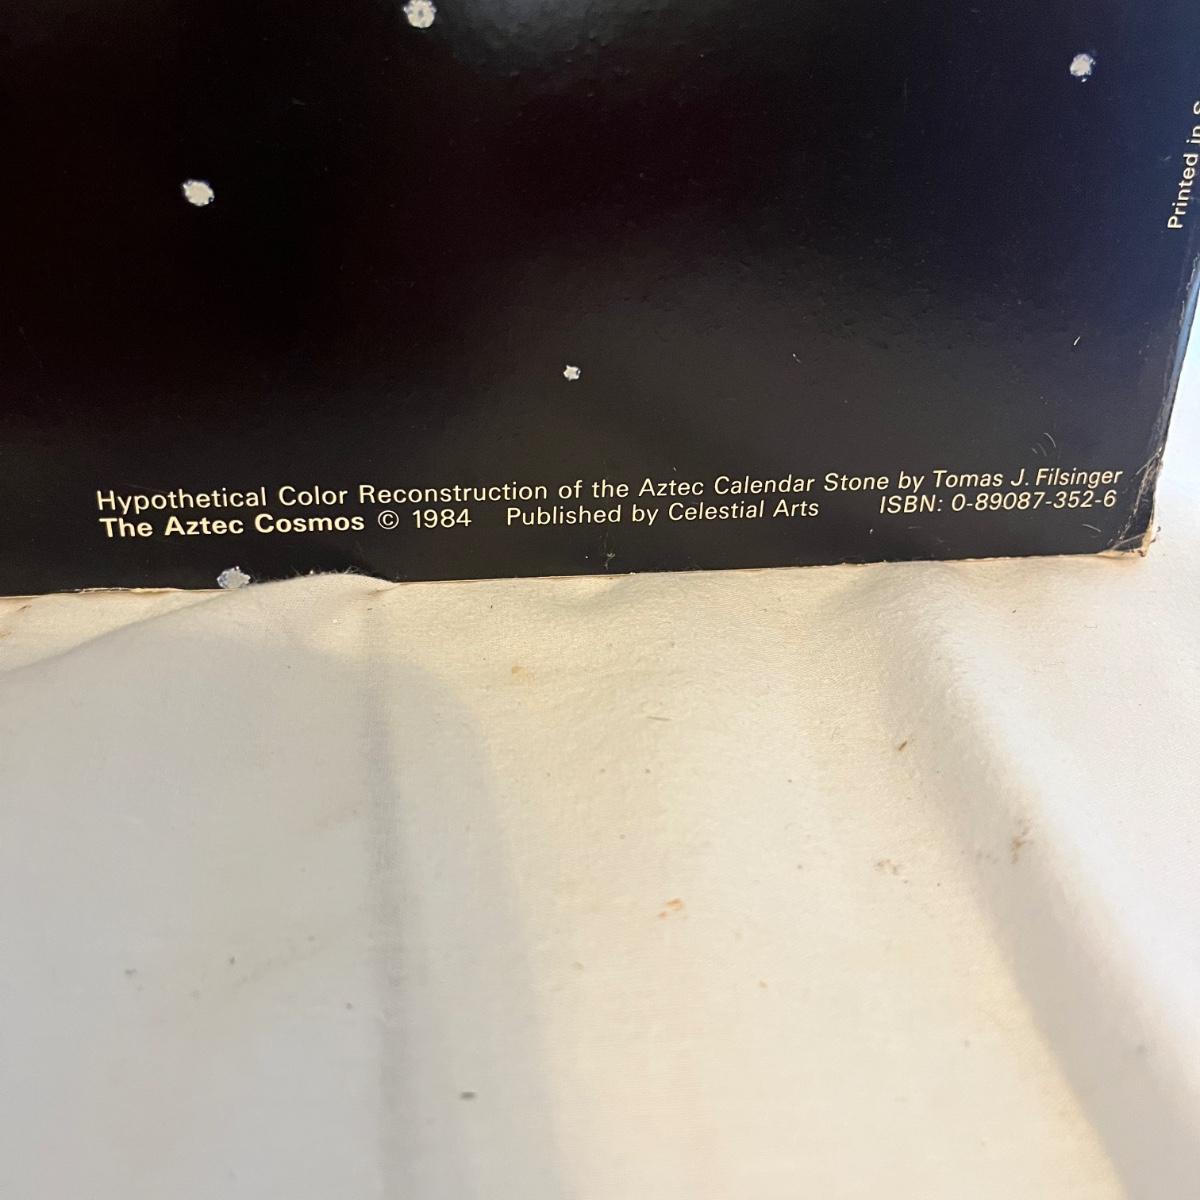 Hypothetical Color Reconstruction of the Aztec Calendar Stone by Tomas J. Filsinger
The Aztec Cosmos © 1984 Published by Celestial Arts ISBN: 0-89087-352-6
Printed in